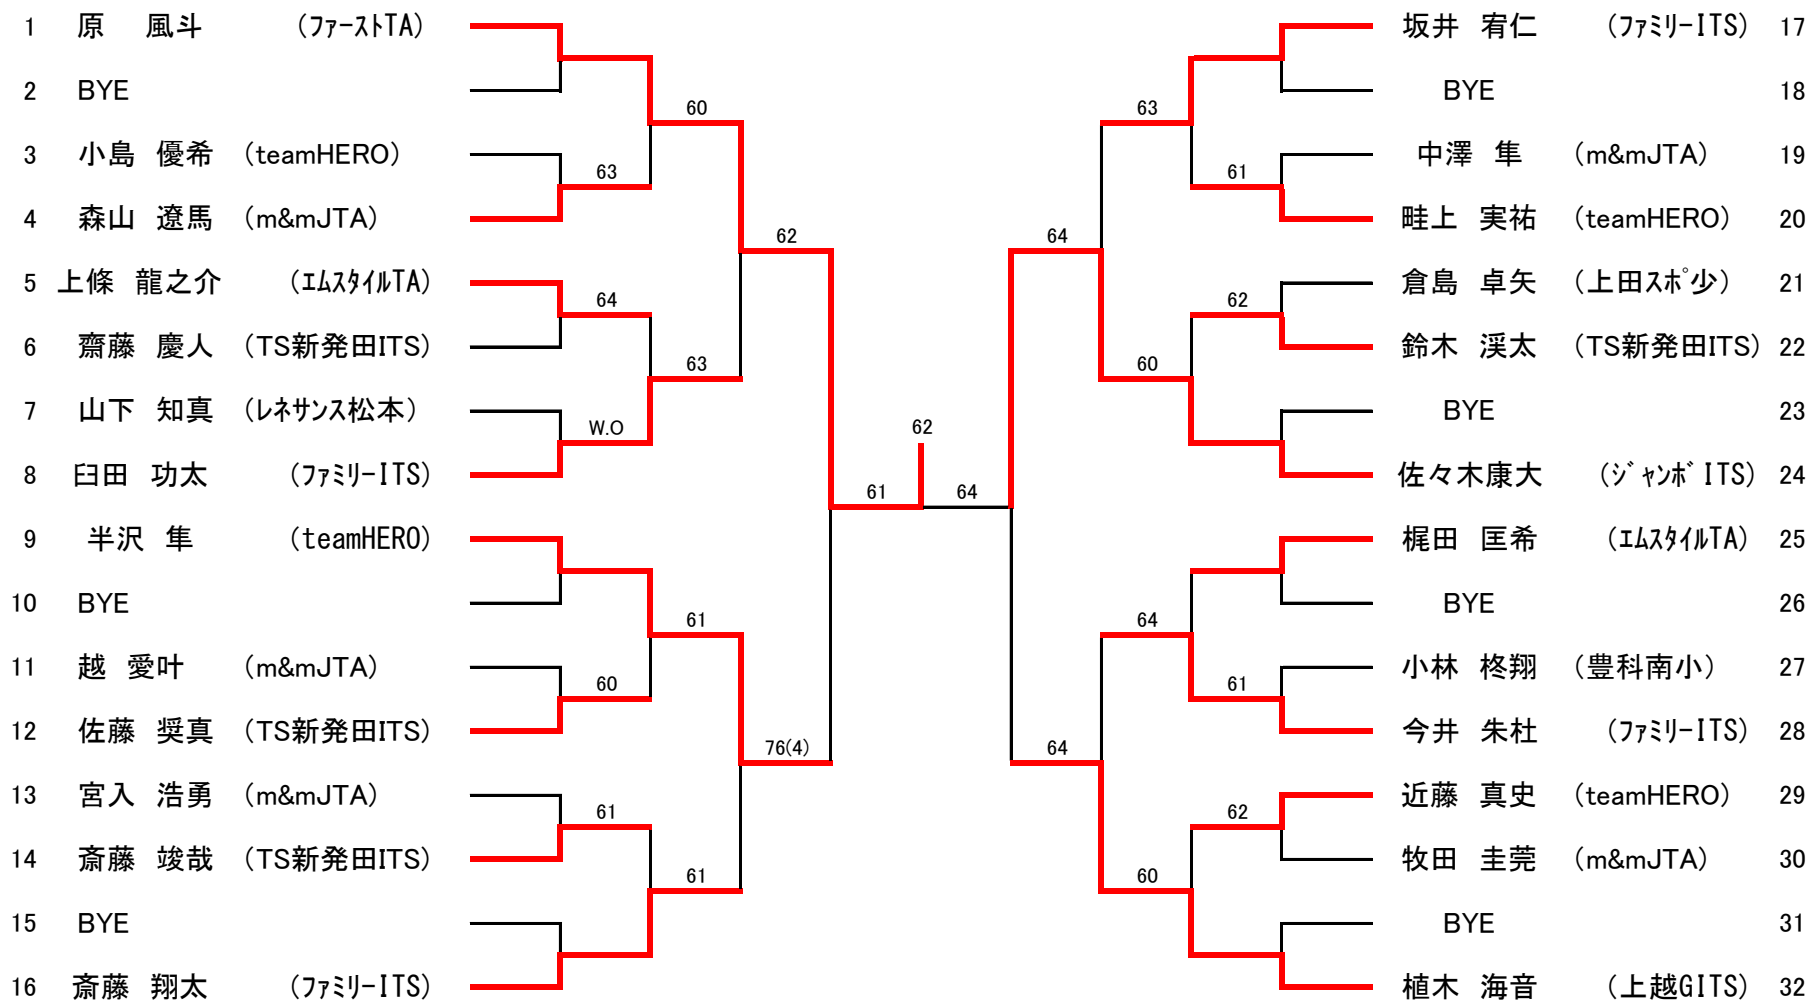 1 原 風斗 (ファーストTA)
2 BYE
3 小島 優希 (teamHERO)
4 森山 遼馬 (m&mJTA)
5 上條 龍之介 (エムスタイルTA)
6 齋藤 慶人 (TS新発田ITS)
7 山下 知真 (レネサンス松本)
8 臼田 功太 (ファミリーITS)
9 半沢 隼 (teamHERO)
10 BYE
11 越 愛叶 (m&mJTA)
12 佐藤 奨真 (TS新発田ITS)
13 宮入 浩勇 (m&mJTA)
14 斎藤 竣哉 (TS新発田ITS)
15 BYE
16 斎藤 翔太 (ファミリーITS)
63
64
W.O
60
61
60
63
61
61
62
76(4)
61
62
64
64
64
63
60
64
60
61
62
61
62
坂井 宥仁 (ファミリーITS) 17
BYE 18
中澤 隼 (m&mJTA) 19
畦上 実祐 (teamHERO) 20
倉島 卓矢 (上田スポ少) 21
鈴木 渓太 (TS新発田ITS) 22
BYE 23
佐々木康大 (ジャンボITS) 24
梶田 匡希 (エムスタイルTA) 25
BYE 26
小林 柊翔 (豊科南小) 27
今井 朱杜 (ファミリーITS) 28
近藤 真史 (teamHERO) 29
牧田 圭莞 (m&mJTA) 30
BYE 31
植木 海音 (上越GITS) 32